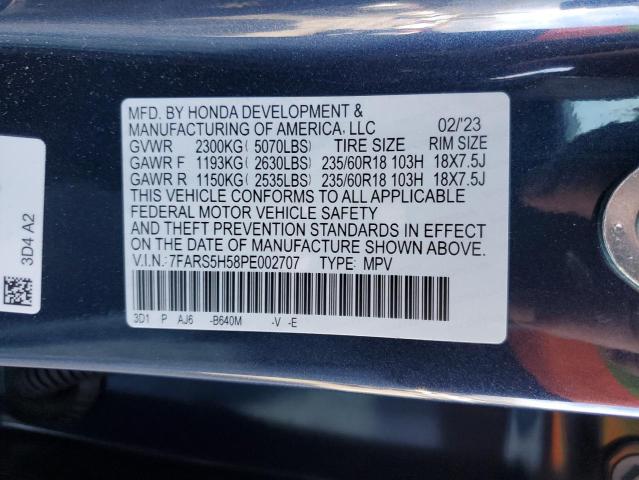 MFD. BY HONDA DEVELOPMENT &
MANUFACTURING OF AMERICA, LLC 02/'23
GVWR 2300KG( 5070LBS) TIRE SIZE RIM SIZE
GAWR F 1193KG( 2630LBS) 235/60R18 103H 18X7.5J
GAWR R 1150KG( 2535LBS) 235/60R18 103H 18X7.5J
THIS VEHICLE CONFORMS TO ALL APPLICABLE
FEDERAL MOTOR VEHICLE SAFETY
AND THEFT PREVENTION STANDARDS IN EFFECT
ON THE DATE OF MANUFACTURE SHOWN ABOVE.
V.I.N.: 7FARS5H58PE002707 TYPE: MPV
3D1 P AJ6 -B640M -V -E
3D4 A2